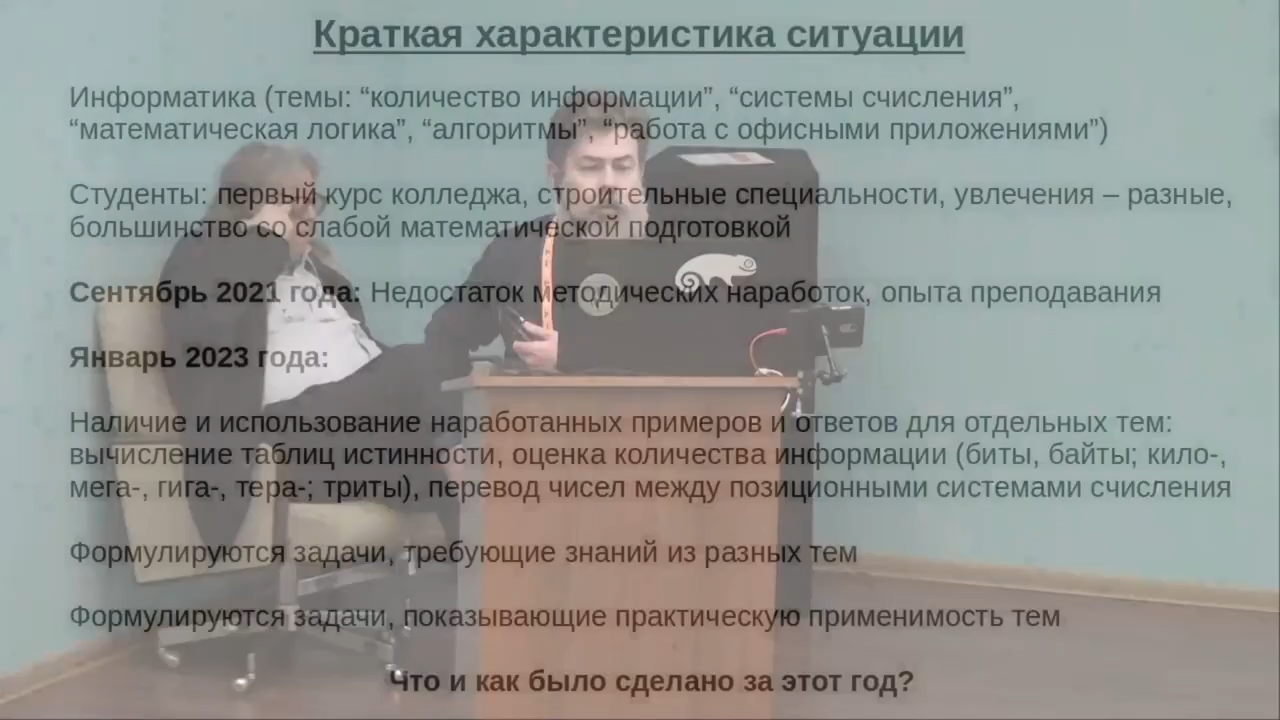 Краткая характеристика ситуации
Информатика (темы: “количество информации”, “системы счисления”,
“математическая логика”, “алгоритмы”, “работа с офисными приложениями”)
Студенты: первый курс колледжа, строительные специальности, увлечения – разные,
большинство со слабой математической подготовкой
Сентябрь 2021 года: Недостаток методических наработок, опыта преподавания
Январь 2023 года:
Наличие и использование наработанных примеров и ответов для отдельных тем:
вычисление таблиц истинности, оценка количества информации (биты, байты; кило-,
мега-, гига-, тера-; триты), перевод чисел между позиционными системами счисления
Формулируются задачи, требующие знаний из разных тем
Формулируются задачи, показывающие практическую применимость тем
Что и как было сделано за этот год?